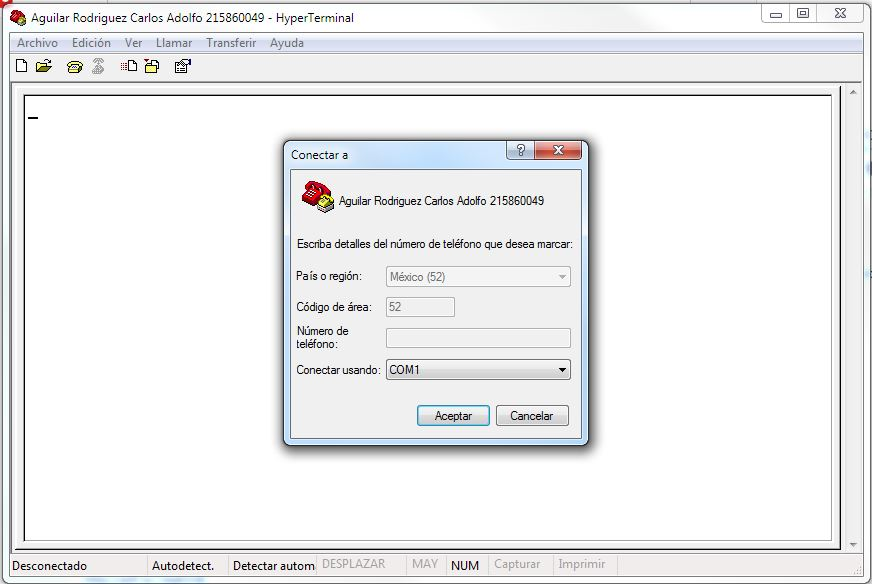 Aguilar Rodriguez Carlos Adolfo 215860049 - HyperTerminal
Archivo Edición Ver Llamar Transferir Ayuda
Conectar a
Aguilar Rodriguez Carlos Adolfo 215860049
Escriba detalles del número de teléfono que desea marcar:
País o región: México (52)
Código de área: 52
Número de
teléfono:
Conectar usando: COM1
Aceptar Cancelar
Desconectado Autodetect. Detectar autom DESPLAZAR MAY NUM Capturar Imprimir